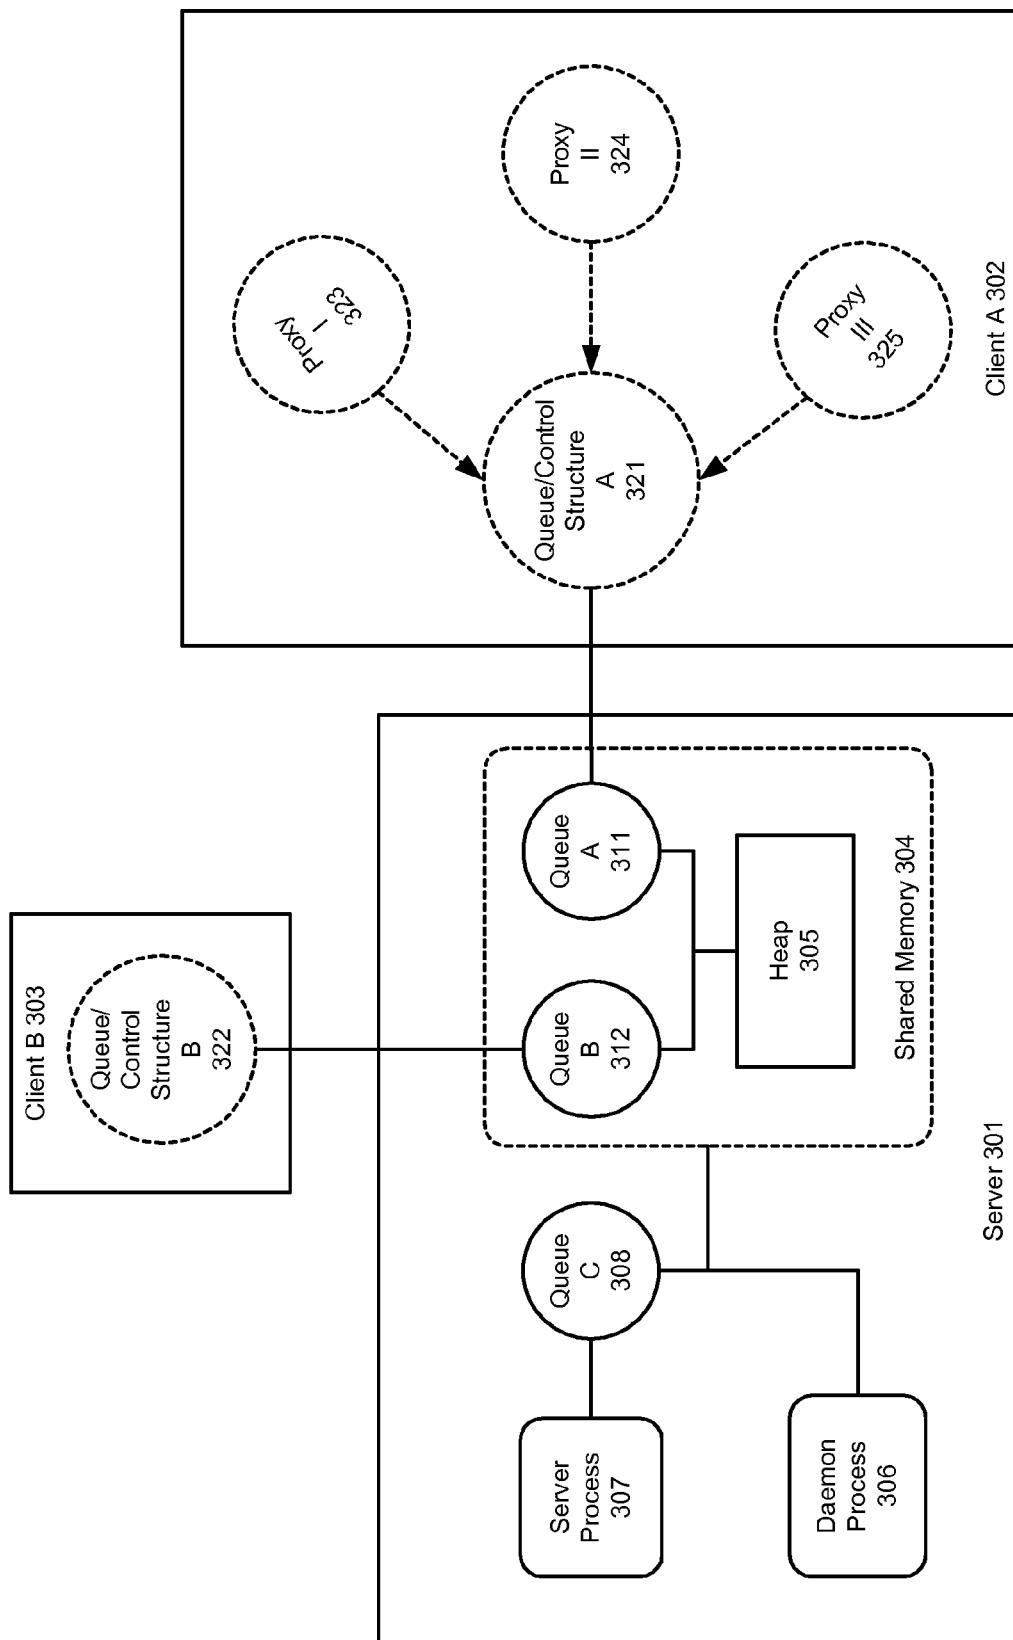 Client B 303
Queue/
Control
Structure
B
322
Server
Process
307
Queue
C
308
Queue
B
312
Queue
A
311
Heap
305
Shared Memory 304
Daemon
Process
306
Server 301
Proxy
I
323
Proxy
II
324
Queue/Control
Structure
A
321
Proxy
III
325
Client A 302